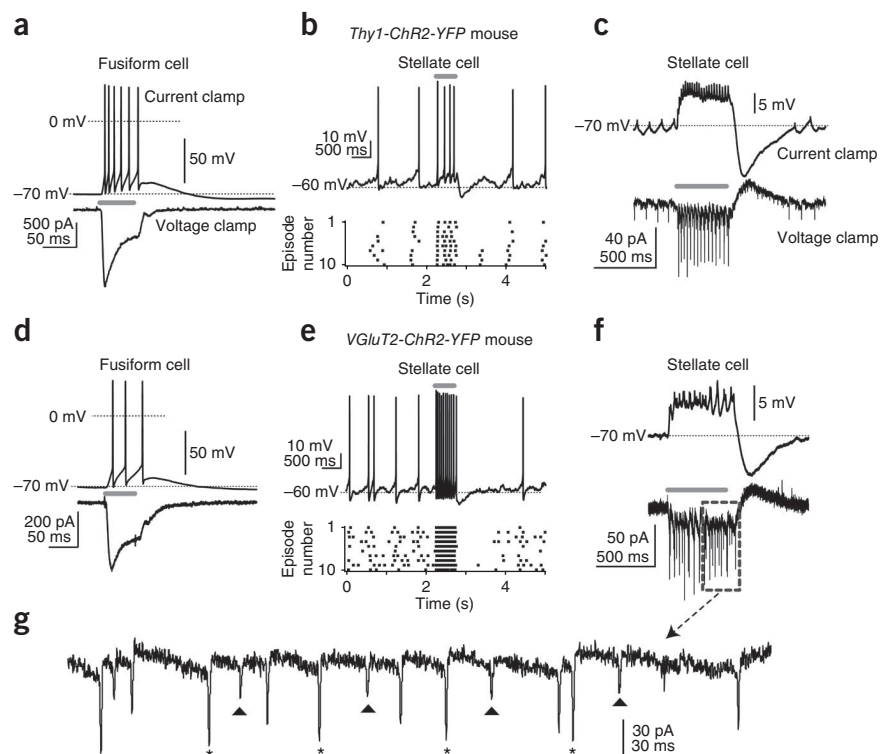 a
Fusiform cell
Current clamp
0 mV
50 mV
–70 mV
500 pA
50 ms
Voltage clamp
b
Thy1-ChR2-YFP mouse
Stellate cell
10 mV
500 ms
–60 mV
Episode
number
1
10
0 2 4
Time (s)
c
Stellate cell
5 mV
–70 mV
Current clamp
40 pA
500 ms
Voltage clamp
d
Fusiform cell
0 mV
50 mV
–70 mV
200 pA
50 ms
e
VGluT2-ChR2-YFP mouse
Stellate cell
10 mV
500 ms
–60 mV
Episode
number
1
10
0 2 4
Time (s)
f
Stellate cell
5 mV
–70 mV
50 pA
500 ms
g
* * * *
30 pA
30 ms